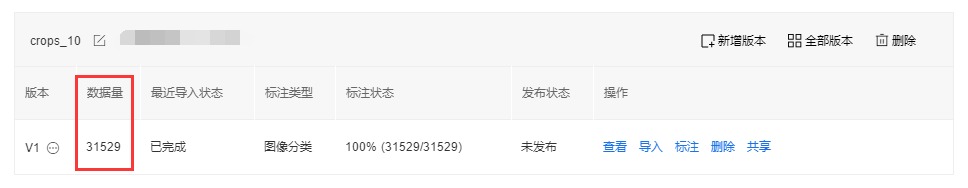 crops_10 新增版本 全部版本 删除
版本 数据量 最近导入状态 标注类型 标注状态 发布状态 操作
V1 31529 已完成 图像分类 100% (31529/31529) 未发布 查看 导入 标注 删除 共享